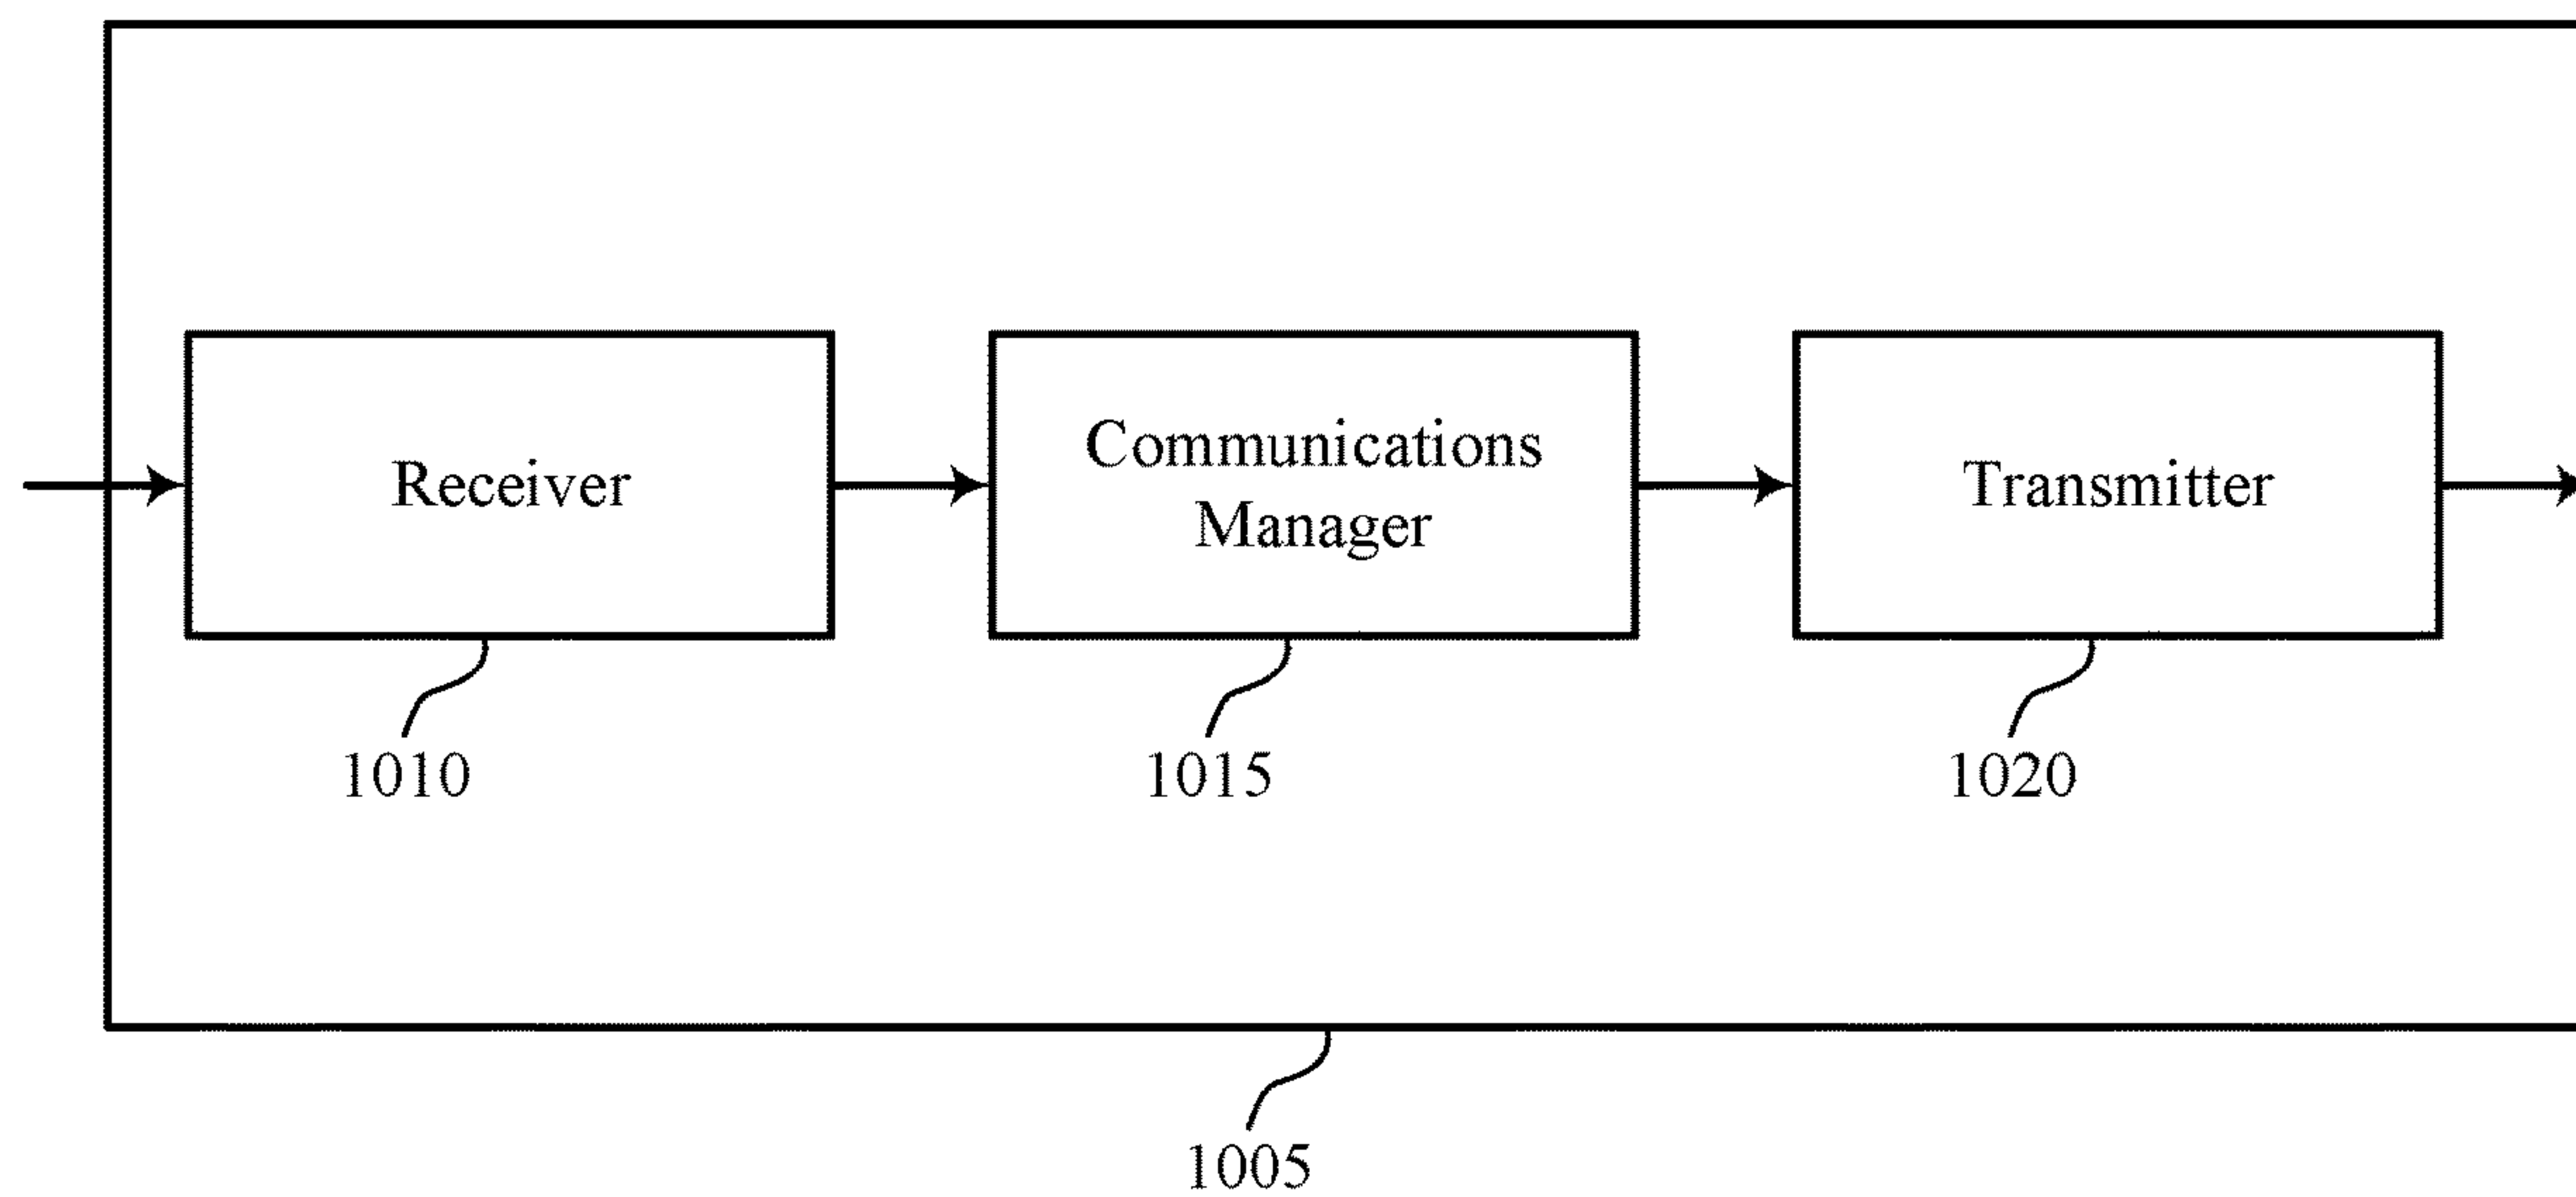 Receiver
Communications
Manager
Transmitter
1010
1015
1020
1005